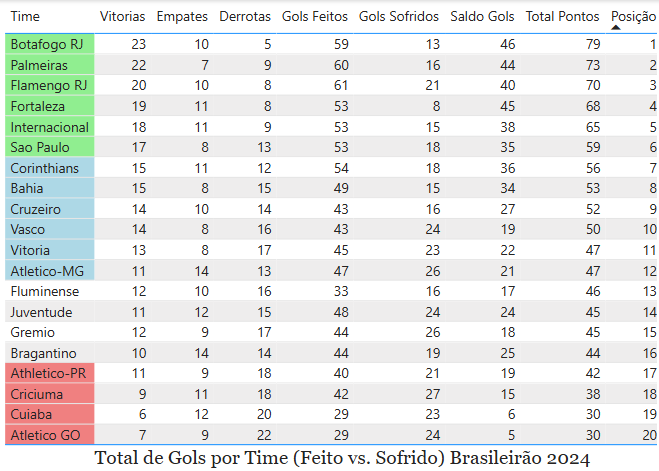 Time Vitorias Empates Derrotas Gols Feitos Gols Sofridos Saldo Gols Total Pontos Posição
Botafogo RJ 23 10 5 59 13 46 79 1
Palmeiras 22 7 9 60 16 44 73 2
Flamengo RJ 20 10 8 61 21 40 70 3
Fortaleza 19 11 8 53 8 45 68 4
Internacional 18 11 9 53 15 38 65 5
Sao Paulo 17 8 13 53 18 35 59 6
Corinthians 15 11 12 54 18 36 56 7
Bahia 15 8 15 49 15 34 53 8
Cruzeiro 14 10 14 43 16 27 52 9
Vasco 14 8 16 43 24 19 50 10
Vitoria 13 8 17 45 23 22 47 11
Atletico-MG 11 14 13 47 26 21 47 12
Fluminense 12 10 16 33 16 17 46 13
Juventude 11 12 15 48 24 24 45 14
Gremio 12 9 17 44 26 18 45 15
Bragantino 10 14 14 44 19 25 44 16
Athletico-PR 11 9 18 40 21 19 42 17
Criciuma 9 11 18 42 27 15 38 18
Cuiaba 6 12 20 29 23 6 30 19
Atletico GO 7 9 22 29 24 5 30 20
Total de Gols por Time (Feito vs. Sofrido) Brasileirão 2024